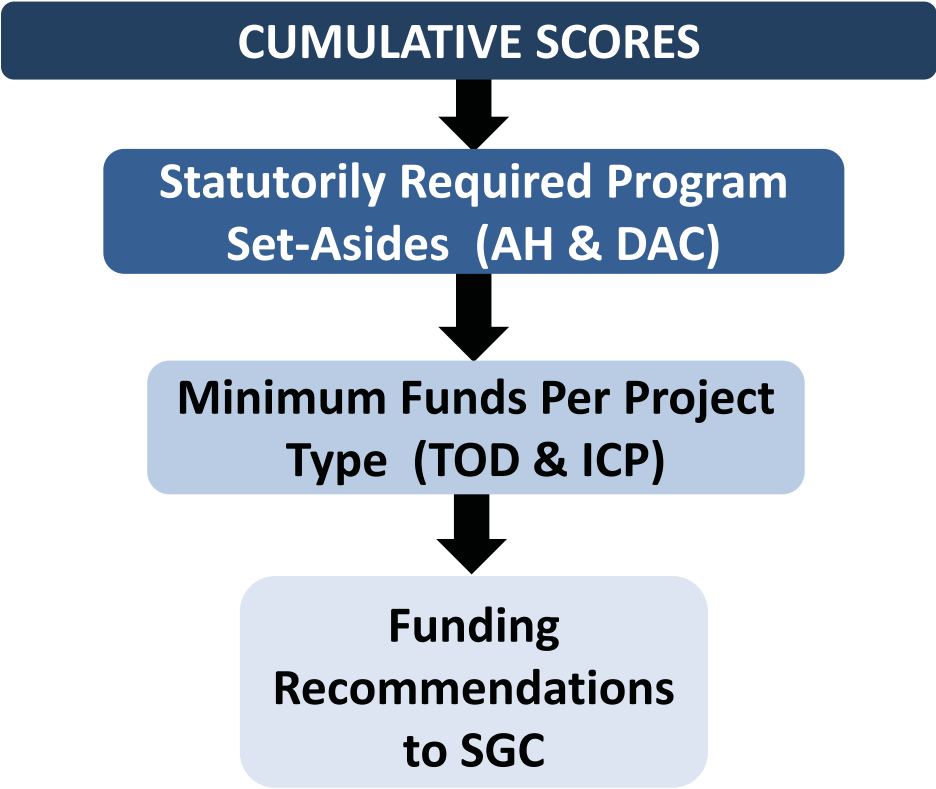 CUMULATIVE SCORES
Statutorily Required Program
Set-Asides (AH & DAC)
Minimum Funds Per Project
Type (TOD & ICP)
Funding
Recommendations
to SGC